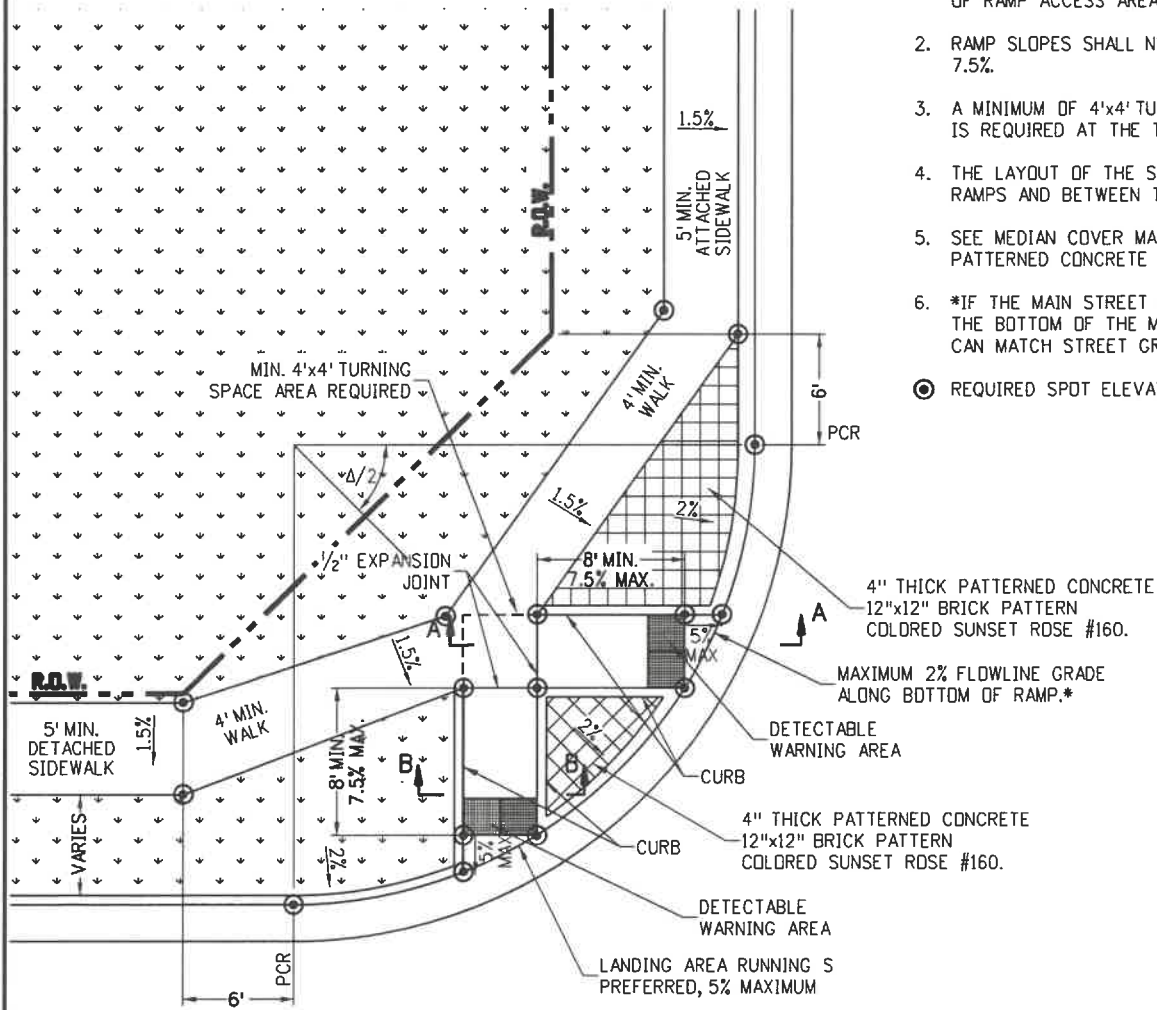 OF RAMP ACCESS AREA
2. RAMP SLOPES SHALL N
7.5%.
3. A MINIMUM OF 4'x4' TU
IS REQUIRED AT THE T
4. THE LAYOUT OF THE S
RAMPS AND BETWEEN T
5. SEE MEDIAN COVER MA
PATTERNED CONCRETE
6. *IF THE MAIN STREET
THE BOTTOM OF THE M
CAN MATCH STREET GR
REQUIRED SPOT ELEVA
1.5%
5' MIN.
ATTACHED
SIDEWALK
R.O.W.
MIN. 4'x4' TURNING
SPACE AREA REQUIRED
4' MIN.
WALK
6'
PCR
Δ/2
1.5%
2%
1/2" EXPANSION
JOINT
8' MIN.
7.5% MAX.
4" THICK PATTERNED CONCRETE
12"x12" BRICK PATTERN
COLORED SUNSET ROSE #160.
A
A
5%
MAX
1.5%
MAXIMUM 2% FLOWLINE GRADE
ALONG BOTTOM OF RAMP.*
R.O.W.
4' MIN.
WALK
5' MIN.
DETACHED
SIDEWALK
1.5%
8' MIN.
7.5% MAX.
2%
DETECTABLE
WARNING AREA
B
B
CURB
4" THICK PATTERNED CONCRETE
12"x12" BRICK PATTERN
COLORED SUNSET ROSE #160.
VARIES
2%
5%
MAX
CURB
DETECTABLE
WARNING AREA
LANDING AREA RUNNING S
PREFERRED, 5% MAXIMUM
PCR
6'